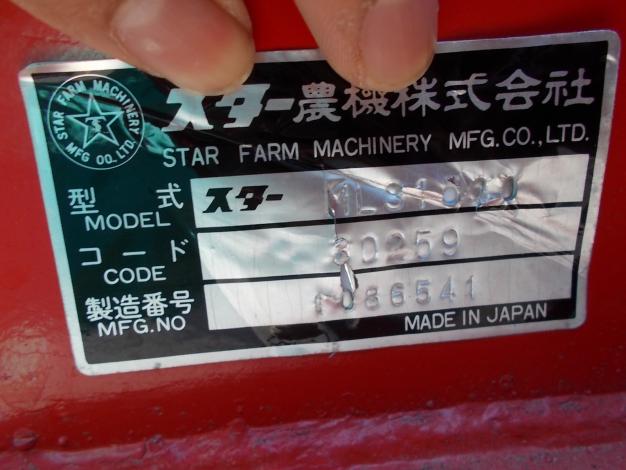 STAR FARM MACHINERY
MFG CO. LTD.
S
スター農機株式会社
STAR FARM MACHINERY MFG.CO.,LTD.
型式 スター
MODEL
コード
CODE
製造番号
MFG.NO
MADE IN JAPAN